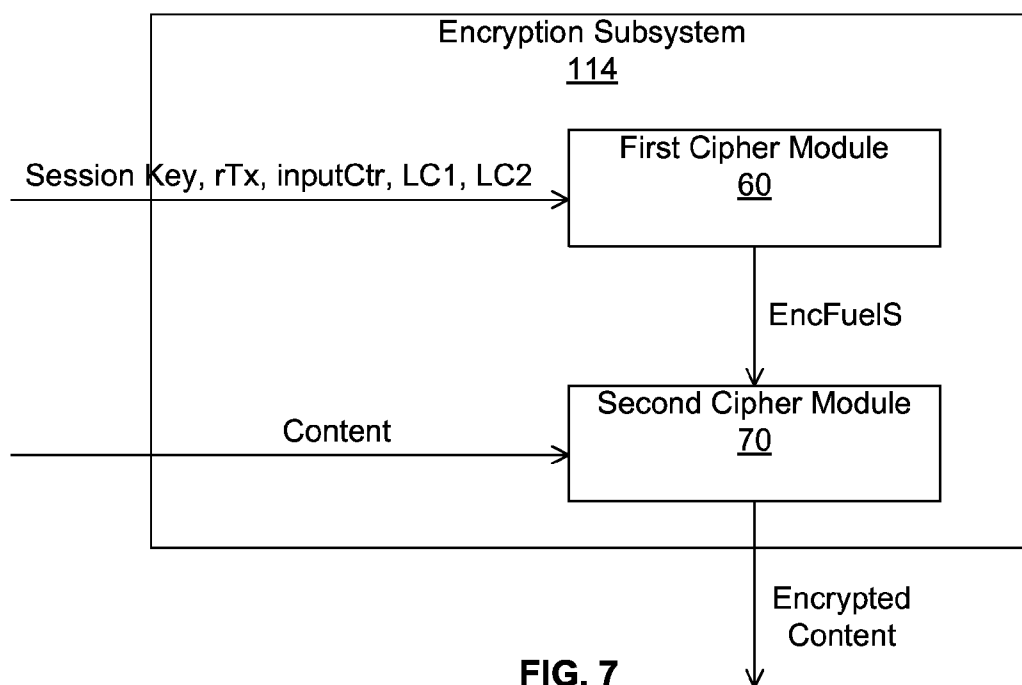 Encryption Subsystem
114
First Cipher Module
60
Session Key, rTx, inputCtr, LC1, LC2
EncFuelS
Second Cipher Module
70
Content
Encrypted
Content
FIG. 7